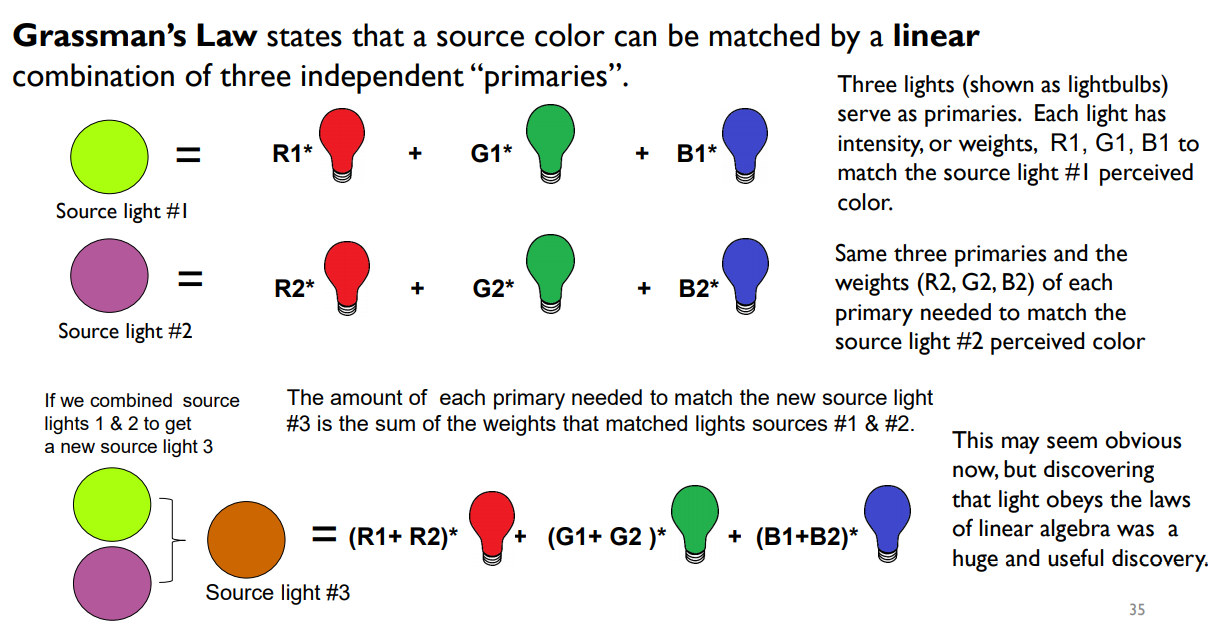 Grassman's Law states that a source color can be matched by a linear
combination of three independent “primaries”.
Three lights (shown as lightbulbs)
serve as primaries. Each light has
intensity, or weights, R1, G1, B1 to
match the source light #1 perceived
color.
= R1* + G1* + B1*
Source light #1
Same three primaries and the
weights (R2, G2, B2) of each
primary needed to match the
source light #2 perceived color
= R2* + G2* + B2*
Source light #2
If we combined source
lights 1 & 2 to get
a new source light 3
The amount of each primary needed to match the new source light
#3 is the sum of the weights that matched lights sources #1 & #2.
= (R1+ R2)* + (G1+ G2 )* + (B1+B2)*
Source light #3
This may seem obvious
now, but discovering
that light obeys the laws
of linear algebra was a
huge and useful discovery.
35